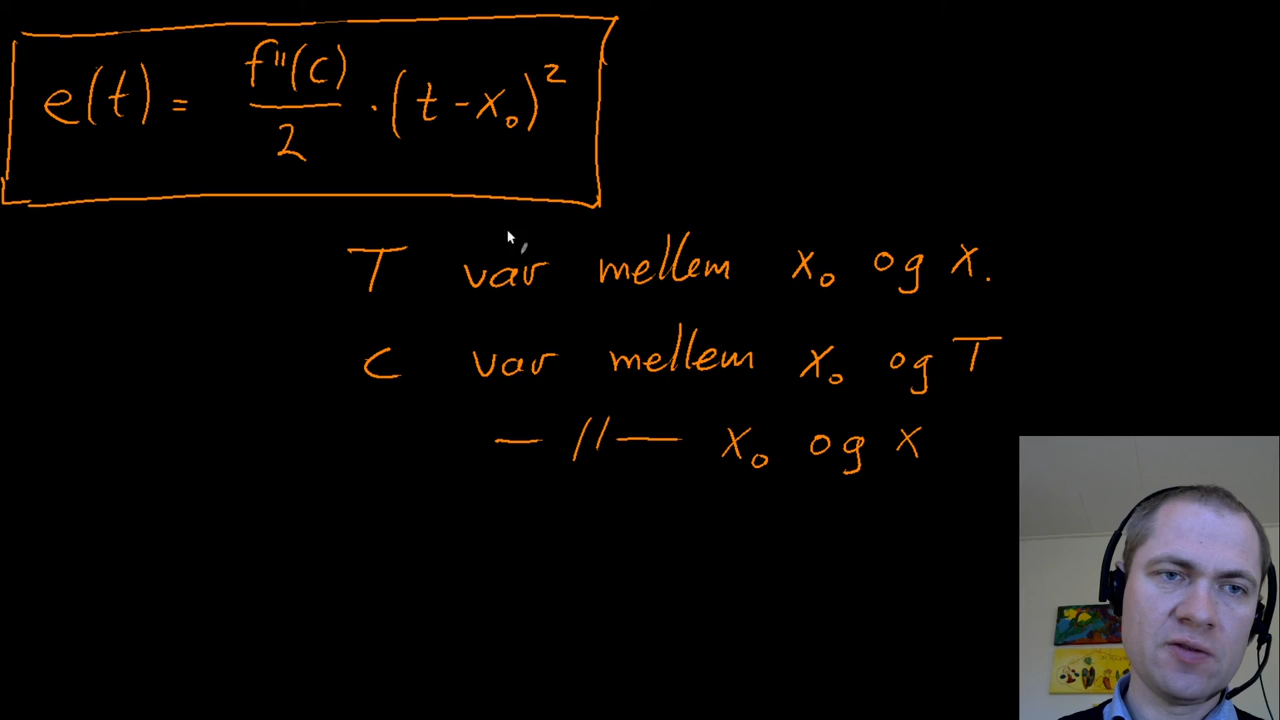 e(t) = f''(c)/2 · (t - x₀)²
T var mellem x₀ og x.
C var mellem x₀ og T
— // — x₀ og x